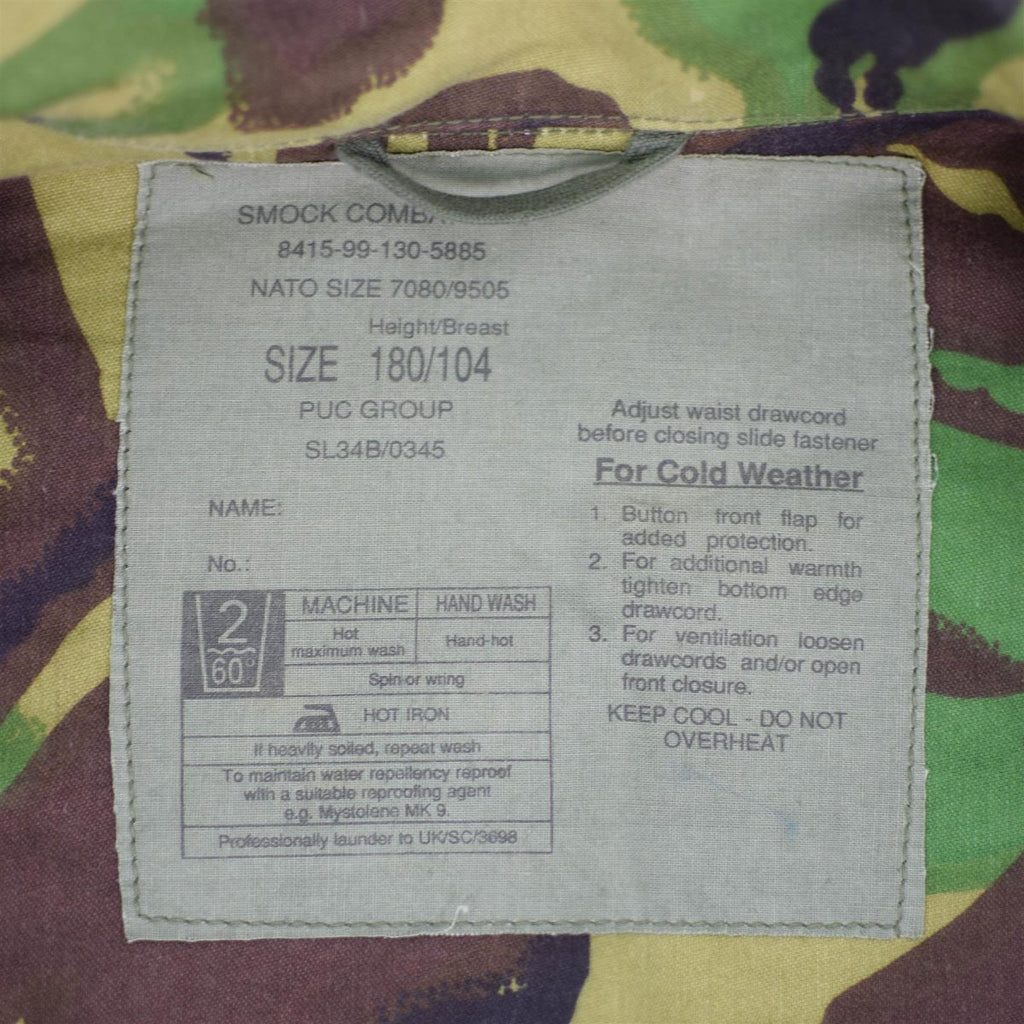 SMOCK
8415-99-130-5885
NATO SIZE 7080/9505
Height/Breast
SIZE 180/104
PUC GROUP
SL34B/0345
NAME:
No.:
2
60°
MACHINE
HAND WASH
Hot
maximum wash
Hand-hot
Spin or wring
HOT IRON
If heavily soiled, repeat wash
To maintain water repellency reproof
with a suitable reproofing agent
e.g. Mystolene MK 9.
Professionally launder to UK/SC/3698
Adjust waist drawcord
before closing slide fastener
For Cold Weather
1. Button front flap for
added protection.
2. For additional warmth
tighten bottom edge
drawcord.
3. For ventilation loosen
drawcords and/or open
front closure.
KEEP COOL - DO NOT
OVERHEAT